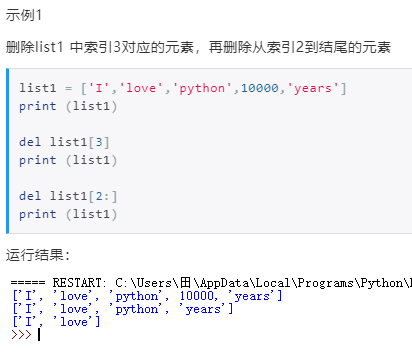 示例1
删除list1 中索引3对应的元素，再删除从索引2到结尾的元素
list1 = ['I','love','python',10000,'years']
print (list1)
del list1[3]
print (list1)
del list1[2:]
print (list1)
运行结果：
===== RESTART: C:\Users\田\AppData\Local\Programs\Python\
['I', 'love', 'python', 10000, 'years']
['I', 'love', 'python', 'years']
['I', 'love']
>>>